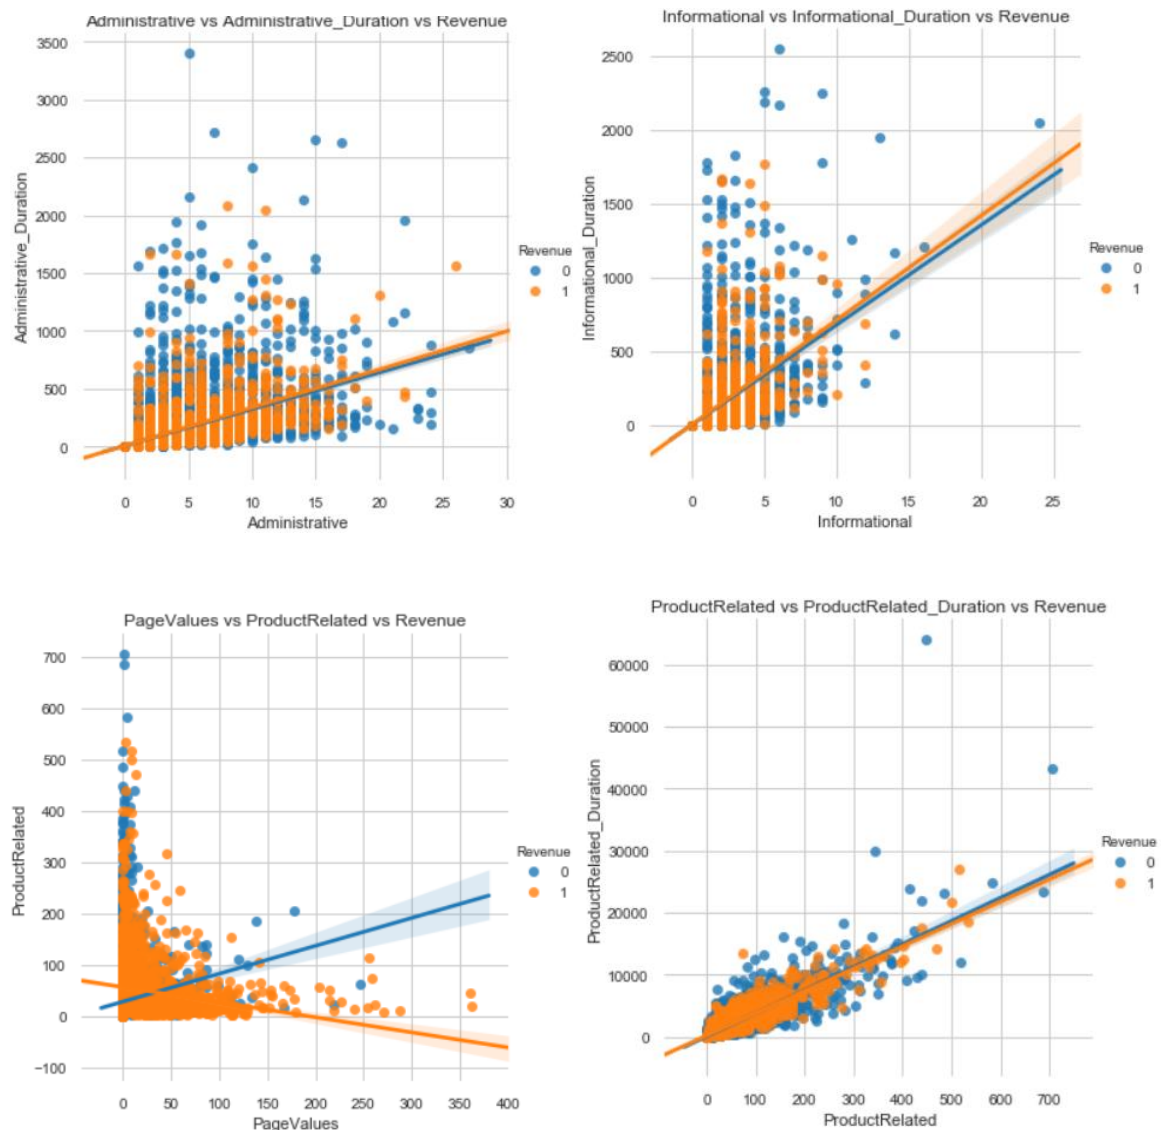 Administrative vs Administrative_Duration vs Revenue
3500
3000
2500
2000
1500
1000
500
0
Administrative_Duration
0 5 10 15 20 25 30
Administrative
Revenue
0
1
Informational vs Informational_Duration vs Revenue
2500
2000
1500
1000
500
0
Informational_Duration
0 5 10 15 20 25
Informational
Revenue
0
1
PageValues vs ProductRelated vs Revenue
700
600
500
400
300
200
100
0
−100
ProductRelated
0 50 100 150 200 250 300 350 400
PageValues
Revenue
0
1
ProductRelated vs ProductRelated_Duration vs Revenue
60000
50000
40000
30000
20000
10000
0
ProductRelated_Duration
0 100 200 300 400 500 600 700
ProductRelated
Revenue
0
1